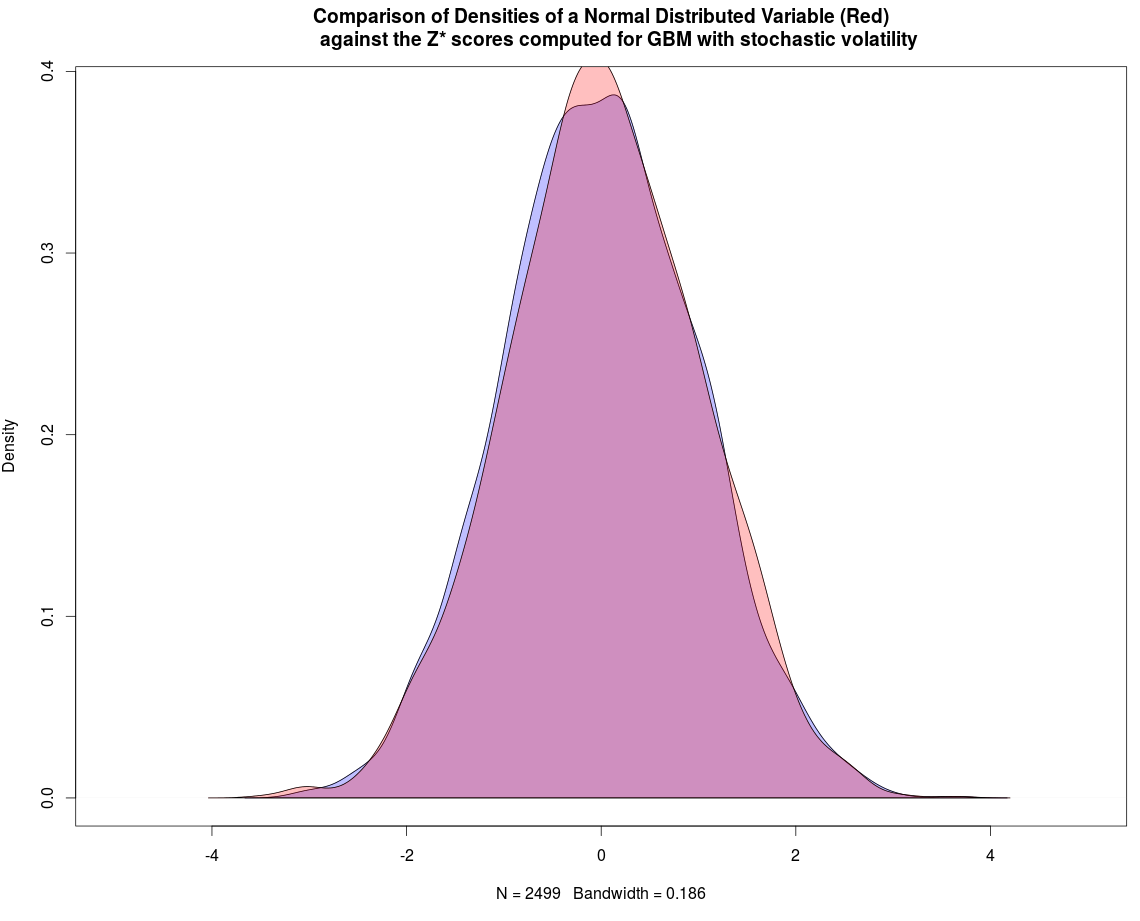 Comparison of Densities of a Normal Distributed Variable (Red)
against the Z* scores computed for GBM with stochastic volatility
0.4
0.3
0.2
0.1
0.0
Density
-4 -2 0 2 4
N = 2499 Bandwidth = 0.186